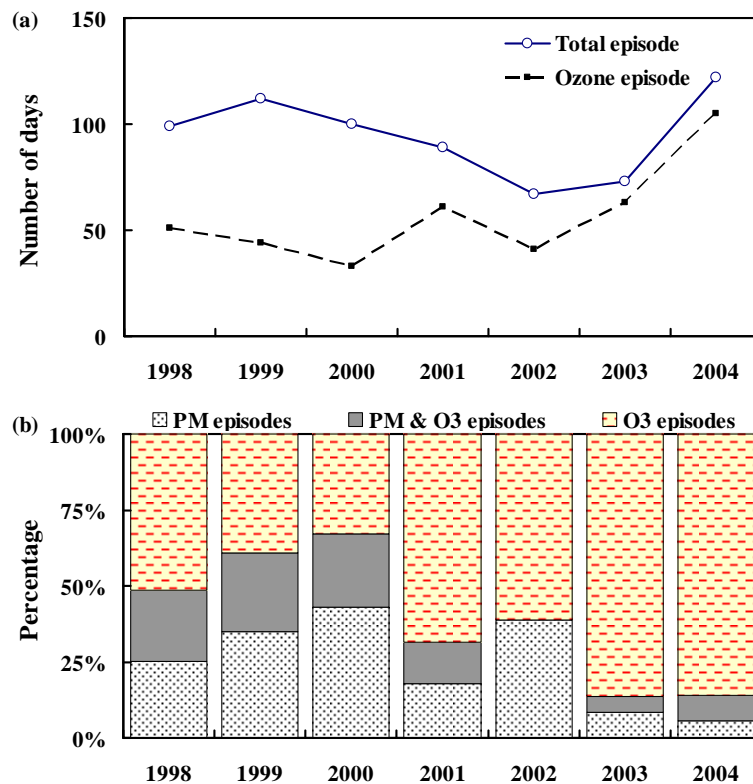 (a)
Number of days
150
100
50
0
Total episode
Ozone episode
1998 1999 2000 2001 2002 2003 2004
(b)
PM episodes PM & O3 episodes O3 episodes
Percentage
100%
75%
50%
25%
0%
1998 1999 2000 2001 2002 2003 2004